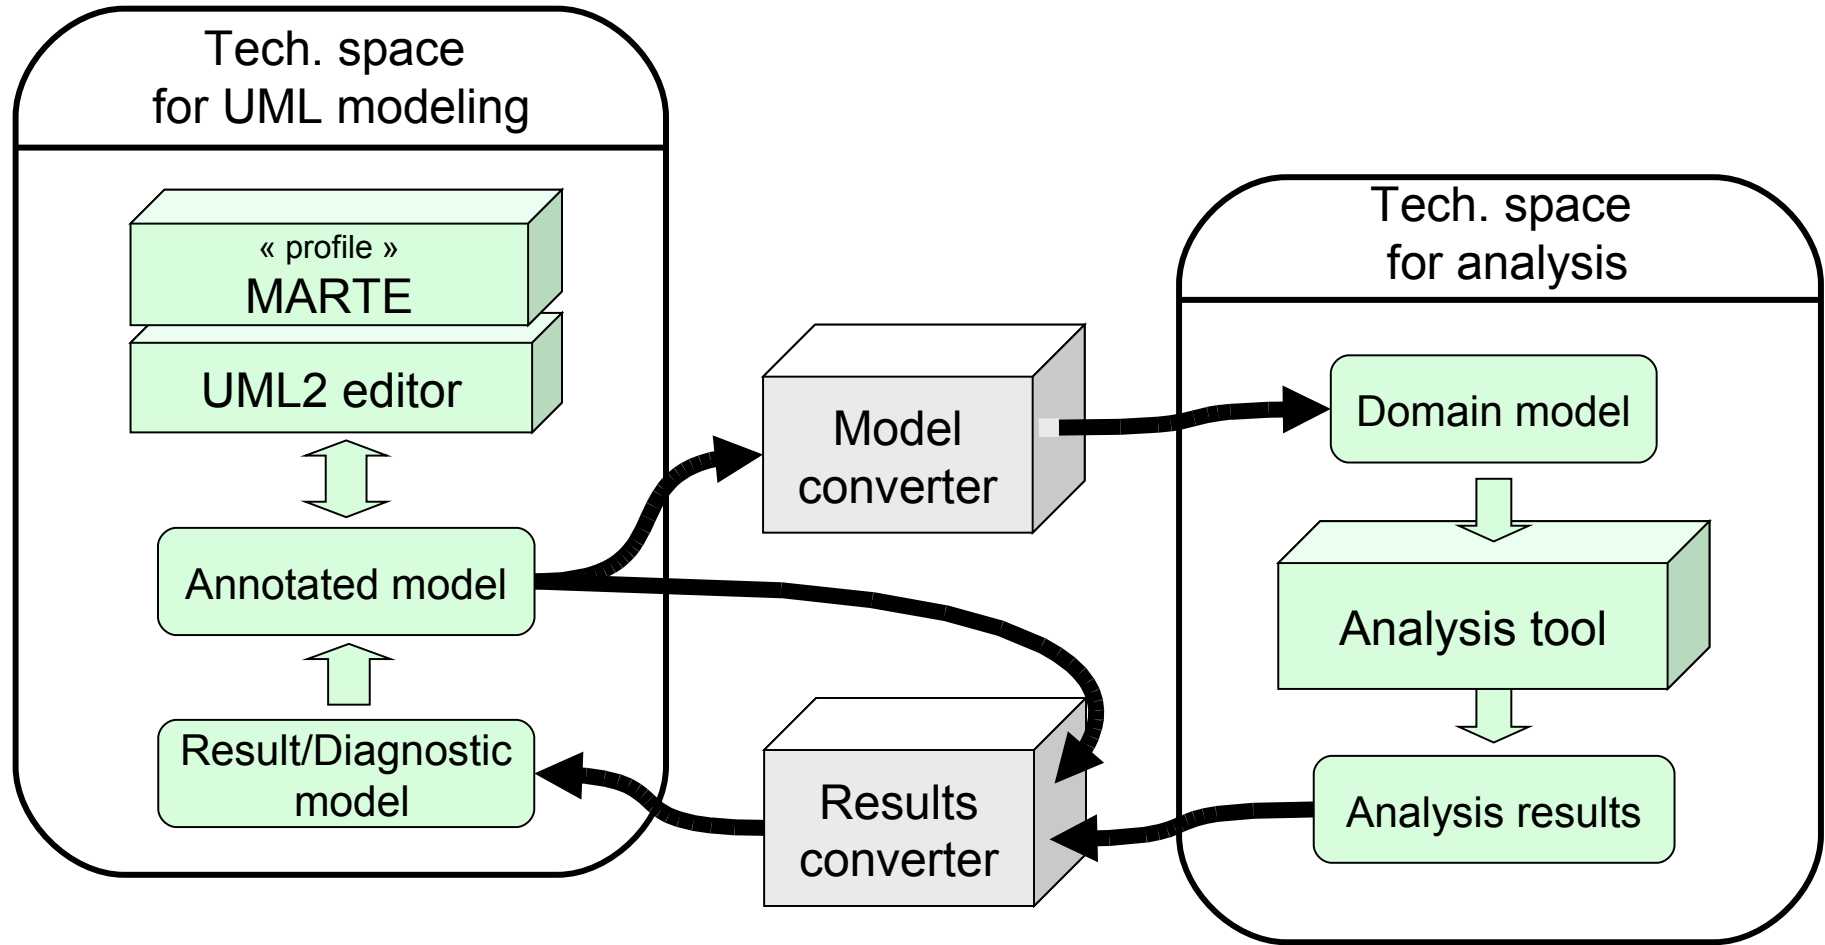 Tech. space
for UML modeling
« profile »
MARTE
UML2 editor
Annotated model
Result/Diagnostic
model
Model
converter
Results
converter
Tech. space
for analysis
Domain model
Analysis tool
Analysis results